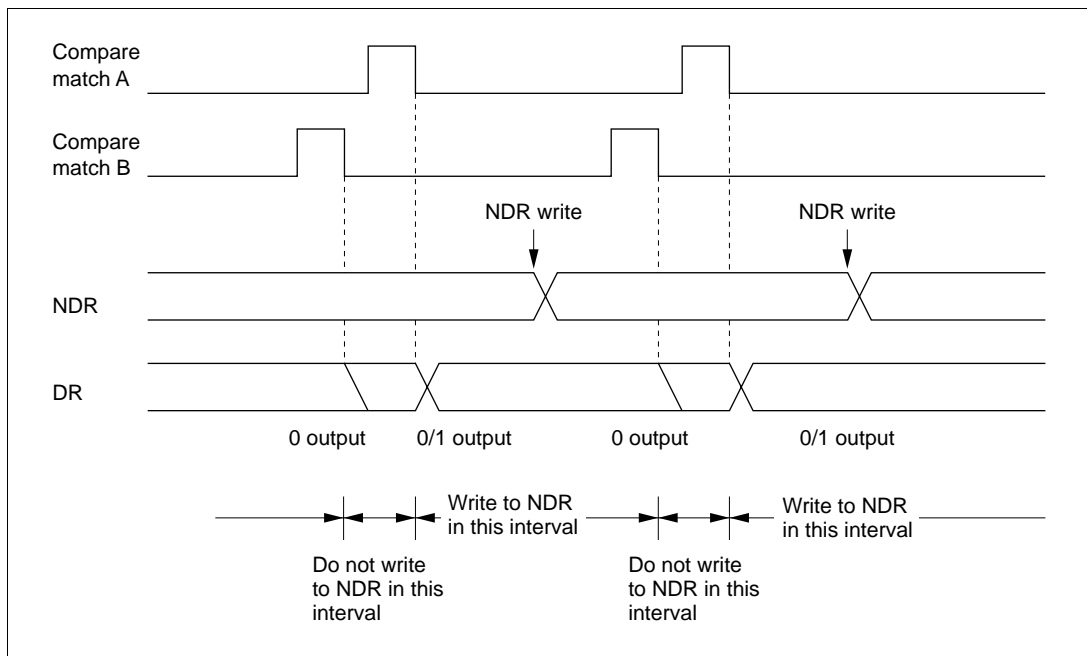 Compare
match A
Compare
match B
NDR write
NDR write
NDR
DR
0 output
0/1 output
0 output
0/1 output
Write to NDR
in this interval
Write to NDR
in this interval
Do not write
to NDR in this
interval
Do not write
to NDR in this
interval